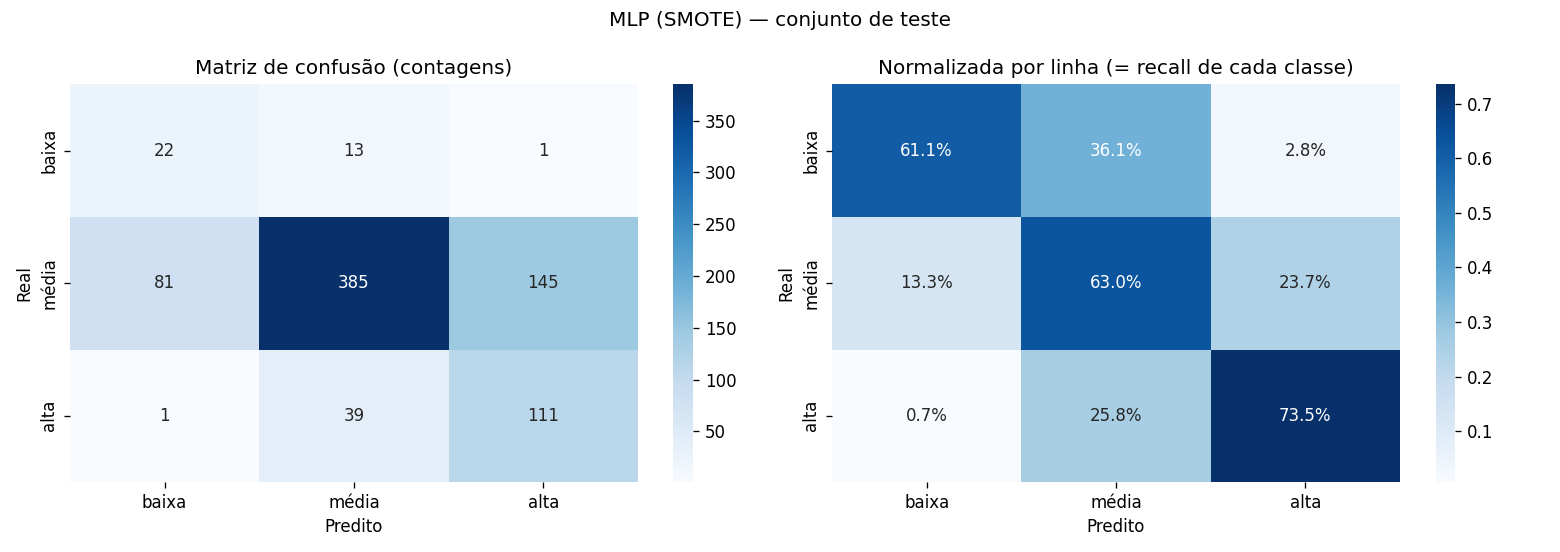 MLP (SMOTE) — conjunto de teste
Matriz de confusão (contagens)
baixa
média
alta
Real
22 13 1
81 385 145
1 39 111
baixa média alta
Predito
350
300
250
200
150
100
50
Normalizada por linha (= recall de cada classe)
baixa
média
alta
Real
61.1% 36.1% 2.8%
13.3% 63.0% 23.7%
0.7% 25.8% 73.5%
baixa média alta
Predito
0.7
0.6
0.5
0.4
0.3
0.2
0.1